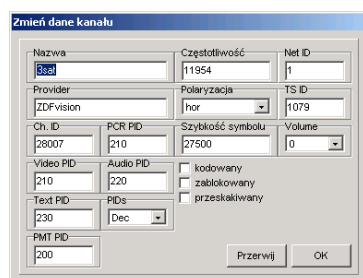 Zmień dane kanału
Nazwa
3sat
Częstotliwość
11954
Net ID
1
Provider
ZDFvision
Polaryzacja
hor
TS ID
1079
Ch. ID
28007
PCR PID
210
Szybkość symbolu
27500
Volume
0
Video PID
210
Audio PID
220
kodowany
zablokowany
przeskakiwany
Text PID
230
PIDs
Dec
PMT PID
200
Przerwij
OK